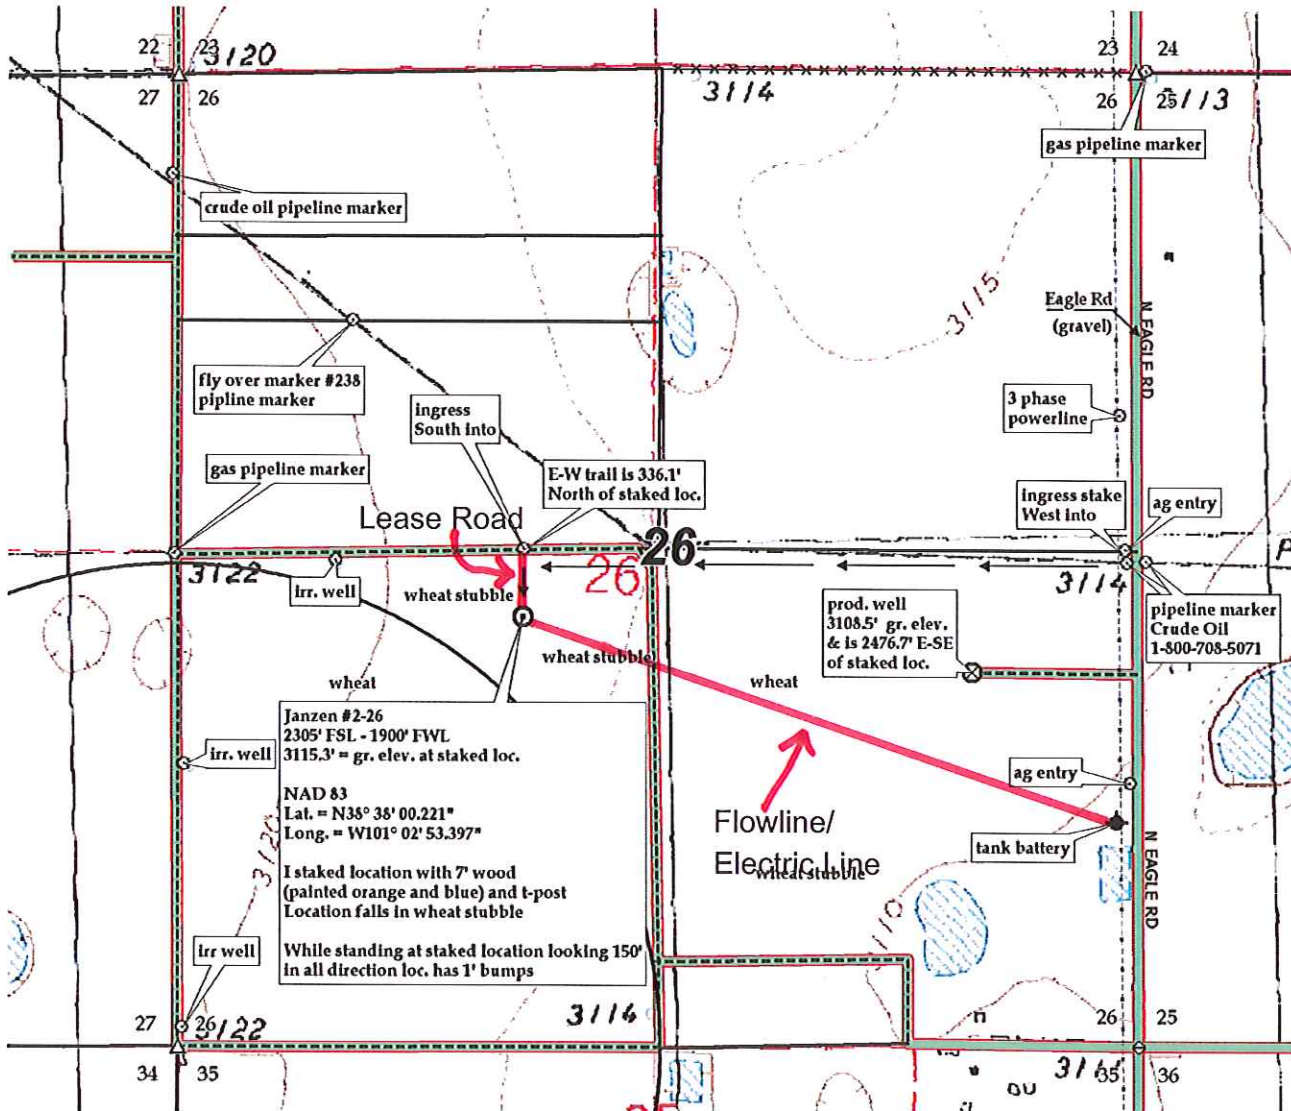 22 23
3120
27 26
3114
23 24
26 25
3113
gas pipeline marker
crude oil pipeline marker
3115
Eagle Rd
(gravel)
N EAGLE RD
fly over marker #238
pipline marker
ingress
South into
3 phase
powerline
gas pipeline marker
E-W trail is 336.1'
North of staked loc.
ingress stake
West into
ag entry
Lease Road
26
26
P
3122
irr. well
wheat stubble
3114
prod. well
3108.5' gr. elev.
& is 2476.7' E-SE
of staked loc.
pipeline marker
Crude Oil
1-800-708-5071
wheat stubble
wheat
wheat
Janzen #2-26
2305' FSL - 1900' FWL
3115.3' = gr. elev. at staked loc.
NAD 83
Lat. = N38° 38' 00.221"
Long. = W101° 02' 53.397"
I staked location with 7' wood
(painted orange and blue) and t-post
Location falls in wheat stubble
While standing at staked location looking 150'
in all direction loc. has 1' bumps
irr. well
ag entry
3120
Flowline/
Electric Line
wheat stubble
tank battery
N EAGLE RD
3110
irr well
27 26
3122
3114
26 25
34 35
35 36